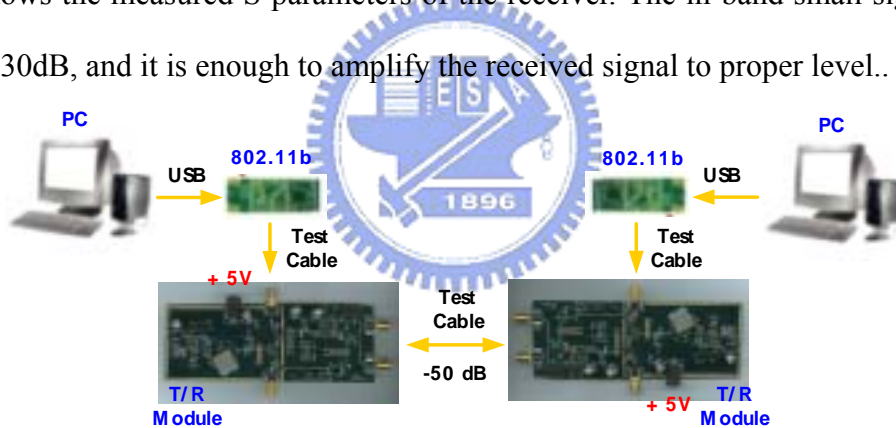 ows the measured S parameters of the receiver. The in-band small sig
30dB, and it is enough to amplify the received signal to proper level..
PC
PC
ES
A
802.11b
802.11b
USB
USB
1896
Test
Cable
Test
Cable
+ 5V
Test
Cable
-50 dB
T/R
Module
+ 5V
T/R
Module